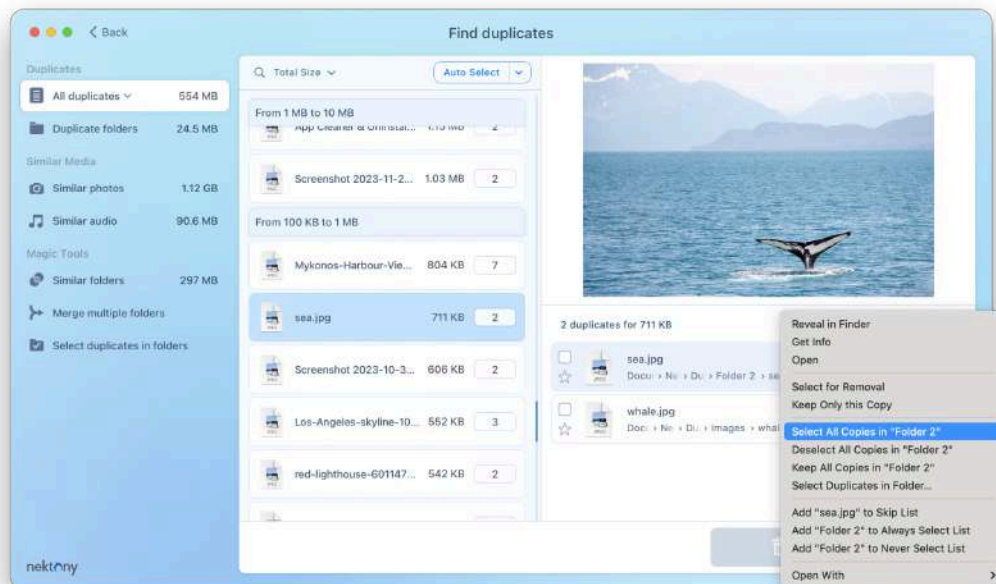 Back
Find duplicates
Duplicates
All duplicates 554 MB
Duplicate folders 24.5 MB
Similar Media
Similar photos 1.12 GB
Similar audio 90.6 MB
Magic Tools
Similar folders 297 MB
Merge multiple folders
Select duplicates in folders
nektony
Total Size
Auto Select
From 1 MB to 10 MB
App Cleaner & Uninstal... 1.15 MB 2
Screenshot 2023-11-2... 1.03 MB 2
From 100 KB to 1 MB
Mykonos-Harbour-Vie... 804 KB 7
sea.jpg 711 KB 2
Screenshot 2023-10-3... 606 KB 2
Los-Angeles-skyline-10... 552 KB 3
red-lighthouse-601147... 542 KB 2
2 duplicates for 711 KB
sea.jpg
Folder 2 › se
whale.jpg
Images › whal
Reveal in Finder
Get Info
Open
Select for Removal
Keep Only this Copy
Select All Copies in "Folder 2"
Deselect All Copies in "Folder 2"
Keep All Copies in "Folder 2"
Select Duplicates in Folder...
Add "sea.jpg" to Skip List
Add "Folder 2" to Always Select List
Add "Folder 2" to Never Select List
Open With